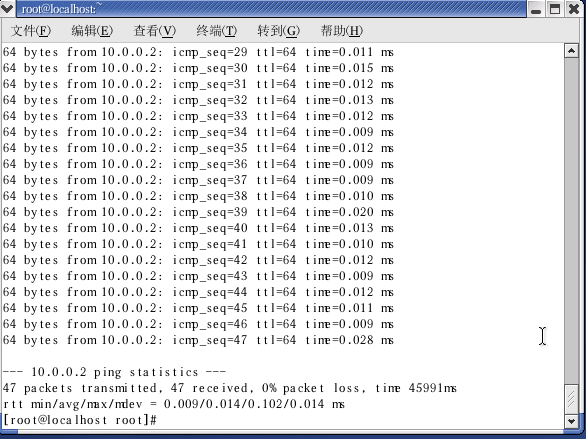 root@localhost:~
文件(F) 编辑(E) 查看(V) 终端(T) 转到(G) 帮助(H)
64 bytes from 10.0.0.2: icmp_seq=29 ttl=64 time=0.011 ms
64 bytes from 10.0.0.2: icmp_seq=30 ttl=64 time=0.015 ms
64 bytes from 10.0.0.2: icmp_seq=31 ttl=64 time=0.012 ms
64 bytes from 10.0.0.2: icmp_seq=32 ttl=64 time=0.013 ms
64 bytes from 10.0.0.2: icmp_seq=33 ttl=64 time=0.012 ms
64 bytes from 10.0.0.2: icmp_seq=34 ttl=64 time=0.009 ms
64 bytes from 10.0.0.2: icmp_seq=35 ttl=64 time=0.012 ms
64 bytes from 10.0.0.2: icmp_seq=36 ttl=64 time=0.009 ms
64 bytes from 10.0.0.2: icmp_seq=37 ttl=64 time=0.009 ms
64 bytes from 10.0.0.2: icmp_seq=38 ttl=64 time=0.010 ms
64 bytes from 10.0.0.2: icmp_seq=39 ttl=64 time=0.020 ms
64 bytes from 10.0.0.2: icmp_seq=40 ttl=64 time=0.013 ms
64 bytes from 10.0.0.2: icmp_seq=41 ttl=64 time=0.010 ms
64 bytes from 10.0.0.2: icmp_seq=42 ttl=64 time=0.012 ms
64 bytes from 10.0.0.2: icmp_seq=43 ttl=64 time=0.009 ms
64 bytes from 10.0.0.2: icmp_seq=44 ttl=64 time=0.012 ms
64 bytes from 10.0.0.2: icmp_seq=45 ttl=64 time=0.011 ms
64 bytes from 10.0.0.2: icmp_seq=46 ttl=64 time=0.009 ms
64 bytes from 10.0.0.2: icmp_seq=47 ttl=64 time=0.028 ms
--- 10.0.0.2 ping statistics ---
47 packets transmitted, 47 received, 0% packet loss, time 45991ms
rtt min/avg/max/mdev = 0.009/0.014/0.102/0.014 ms
[root@localhost root]#